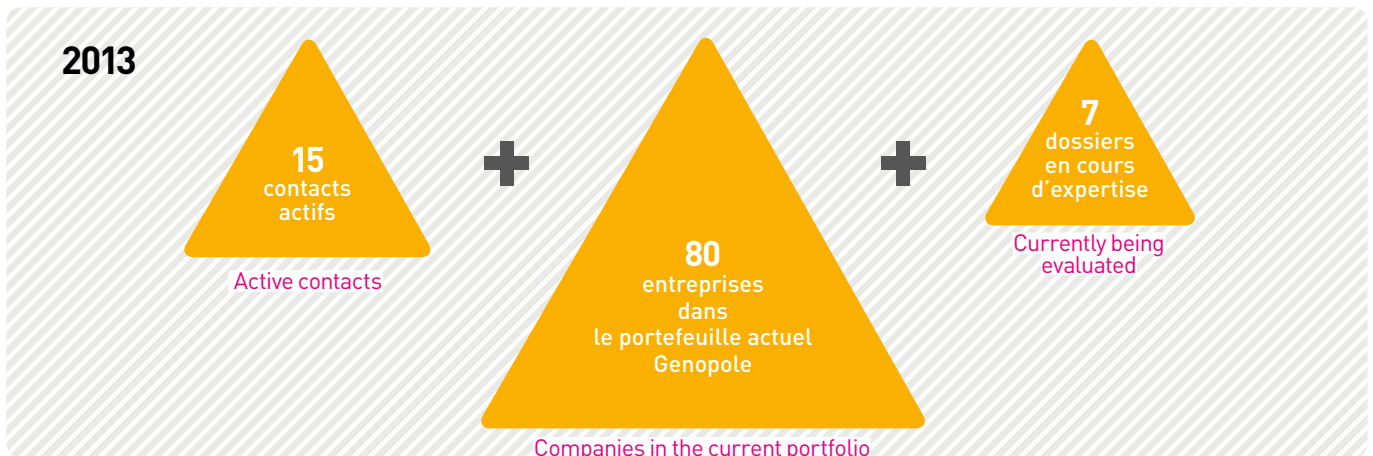 2013
15
contacts
actifs
Active contacts
80
entreprises
dans
le portefeuille actuel
Genopole
Companies in the current portfolio
7
dossiers
en cours
d'expertise
Currently being
evaluated